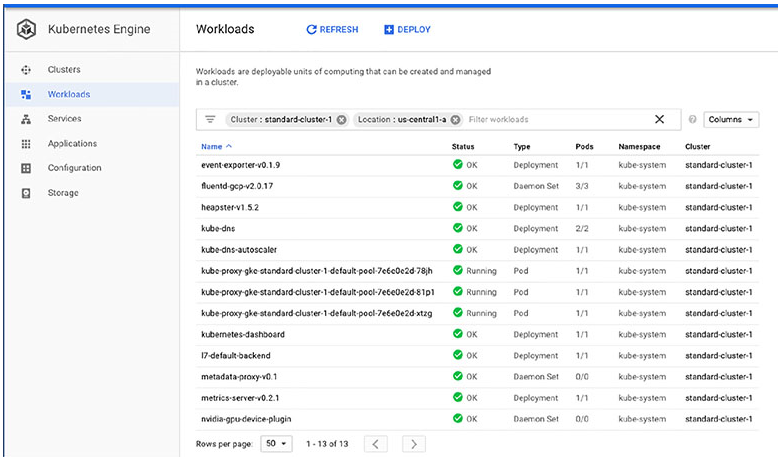 Kubernetes Engine
Workloads
REFRESH
DEPLOY
Clusters
Workloads
Services
Applications
Configuration
Storage
Workloads are deployable units of computing that can be created and managed
in a cluster.
Cluster : standard-cluster-1 Location : us-central1-a Filter workloads Columns
Name Status Type Pods Namespace Cluster
event-exporter-v0.1.9 OK Deployment 1/1 kube-system standard-cluster-1
fluentd-gcp-v2.0.17 OK Daemon Set 3/3 kube-system standard-cluster-1
heapster-v1.5.2 OK Deployment 1/1 kube-system standard-cluster-1
kube-dns OK Deployment 2/2 kube-system standard-cluster-1
kube-dns-autoscaler OK Deployment 1/1 kube-system standard-cluster-1
kube-proxy-gke-standard-cluster-1-default-pool-7e6e0e2d-78jh Running Pod 1/1 kube-system standard-cluster-1
kube-proxy-gke-standard-cluster-1-default-pool-7e6e0e2d-81p1 Running Pod 1/1 kube-system standard-cluster-1
kube-proxy-gke-standard-cluster-1-default-pool-7e6e0e2d-xtzg Running Pod 1/1 kube-system standard-cluster-1
kubernetes-dashboard OK Deployment 1/1 kube-system standard-cluster-1
l7-default-backend OK Deployment 1/1 kube-system standard-cluster-1
metadata-proxy-v0.1 OK Daemon Set 0/0 kube-system standard-cluster-1
metrics-server-v0.2.1 OK Deployment 1/1 kube-system standard-cluster-1
nvidia-gpu-device-plugin OK Daemon Set 0/0 kube-system standard-cluster-1
Rows per page: 50 1 - 13 of 13